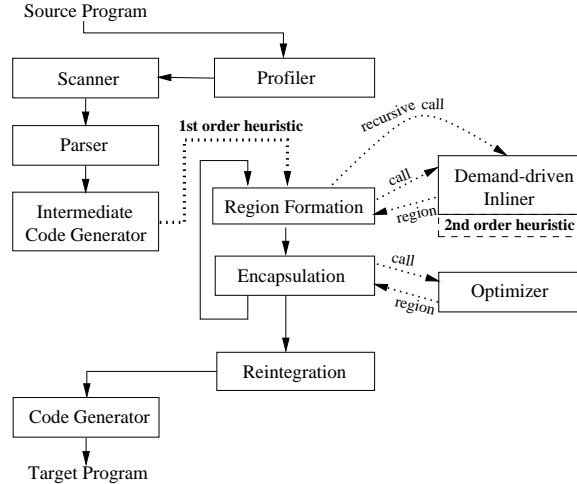 Source Program
Scanner
Profiler
Parser
1st order heuristic
recursive call
Intermediate
Code Generator
Region Formation
call
region
Demand-driven
Inliner
2nd order heuristic
Encapsulation
call
region
Optimizer
Reintegration
Code Generator
Target Program